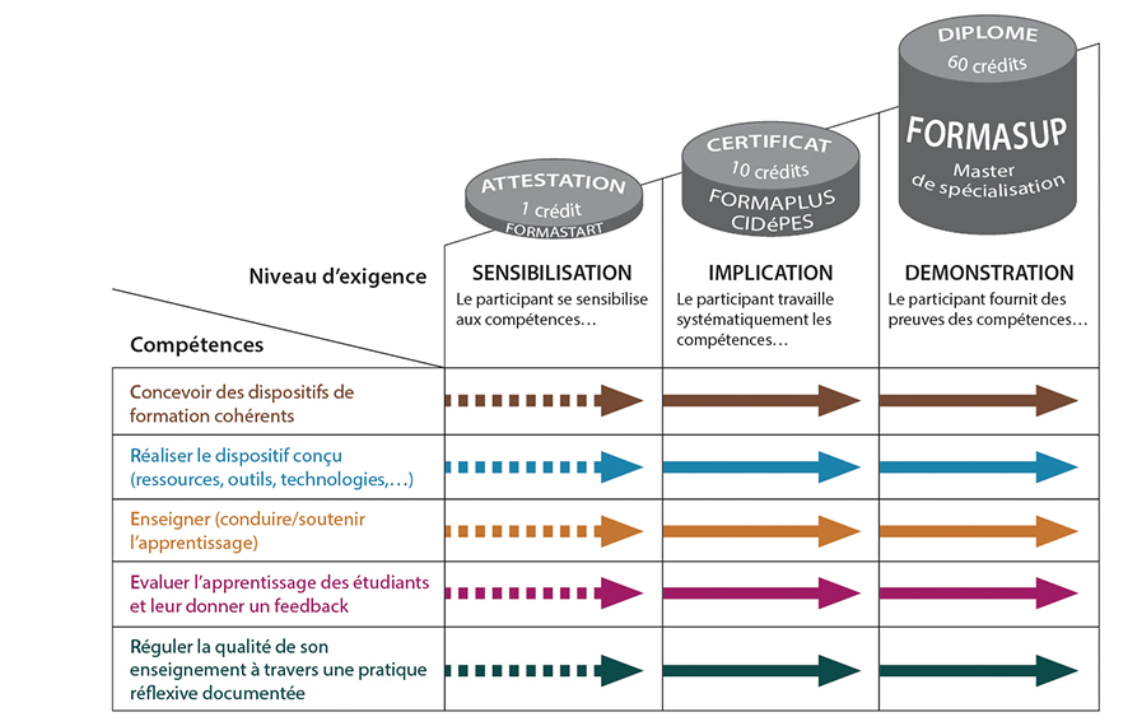 DIPLOME
60 crédits
FORMASUP
Master
de spécialisation
CERTIFICAT
10 crédits
FORMAPLUS
CIDéPES
ATTESTATION
1 crédit
FORMASTART
Niveau d'exigence
SENSIBILISATION
Le participant se sensibilise
aux compétences…
IMPLICATION
Le participant travaille
systématiquement les
compétences…
DEMONSTRATION
Le participant fournit des
preuves des compétences…
Compétences
Concevoir des dispositifs de
formation cohérents
Réaliser le dispositif conçu
(ressources, outils, technologies,…)
Enseigner (conduire/soutenir
l'apprentissage)
Evaluer l'apprentissage des étudiants
et leur donner un feedback
Réguler la qualité de son
enseignement à travers une pratique
réflexive documentée